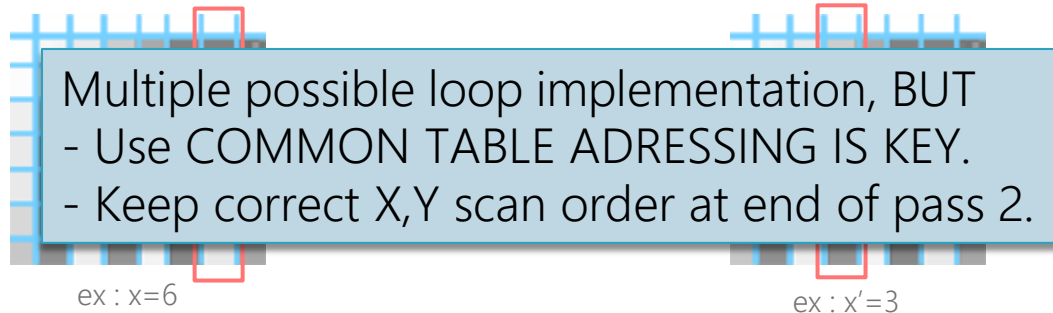 Multiple possible loop implementation, BUT
- Use COMMON TABLE ADRESSING IS KEY.
- Keep correct X,Y scan order at end of pass 2.
ex : x=6
ex : x’=3